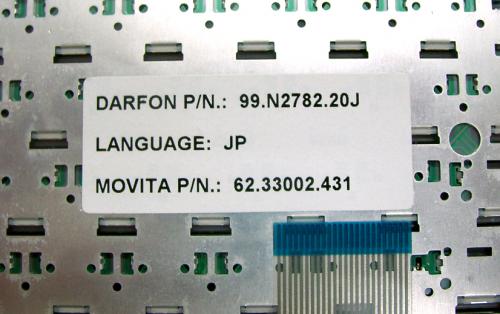 DARFON P/N.: 99.N2782.20J
LANGUAGE: JP
MOVITA P/N.: 62.33002.431